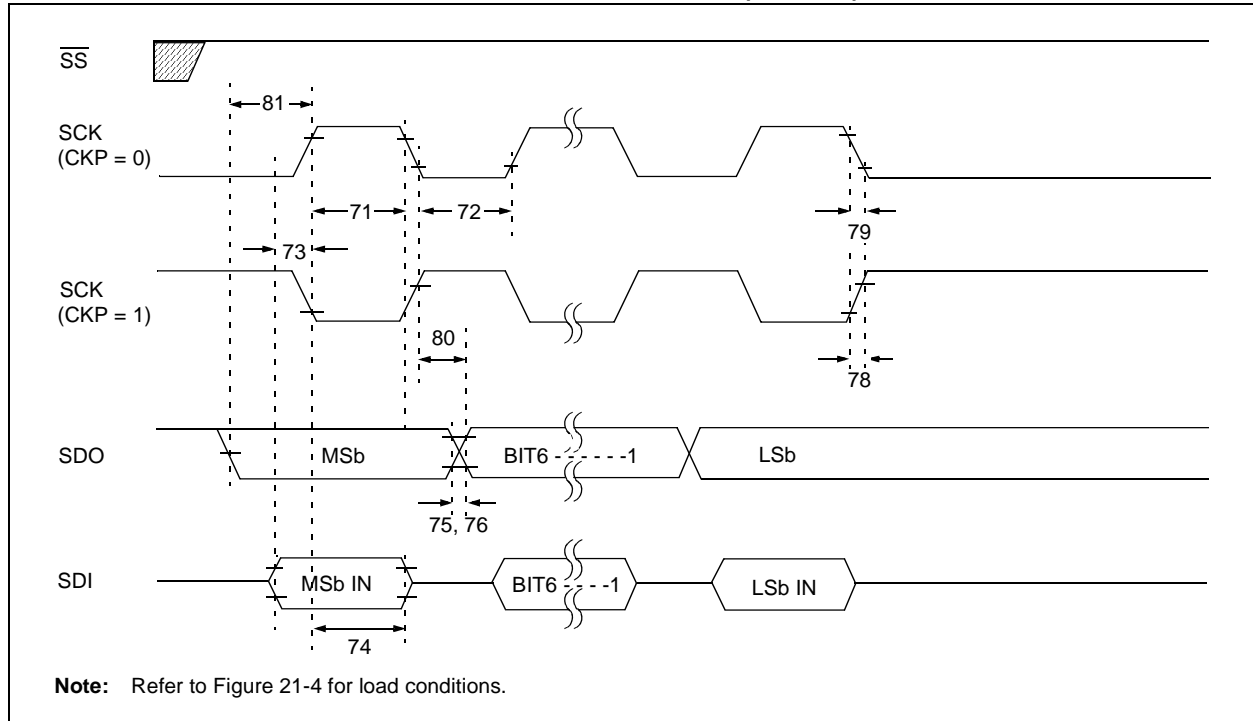 SS
81
SCK
(CKP = 0)
71
72
79
73
SCK
(CKP = 1)
80
78
SDO
MSb
BIT6 - - - - - -1
LSb
75, 76
SDI
MSb IN
BIT6 - - - -1
LSb IN
74
Note: Refer to Figure 21-4 for load conditions.